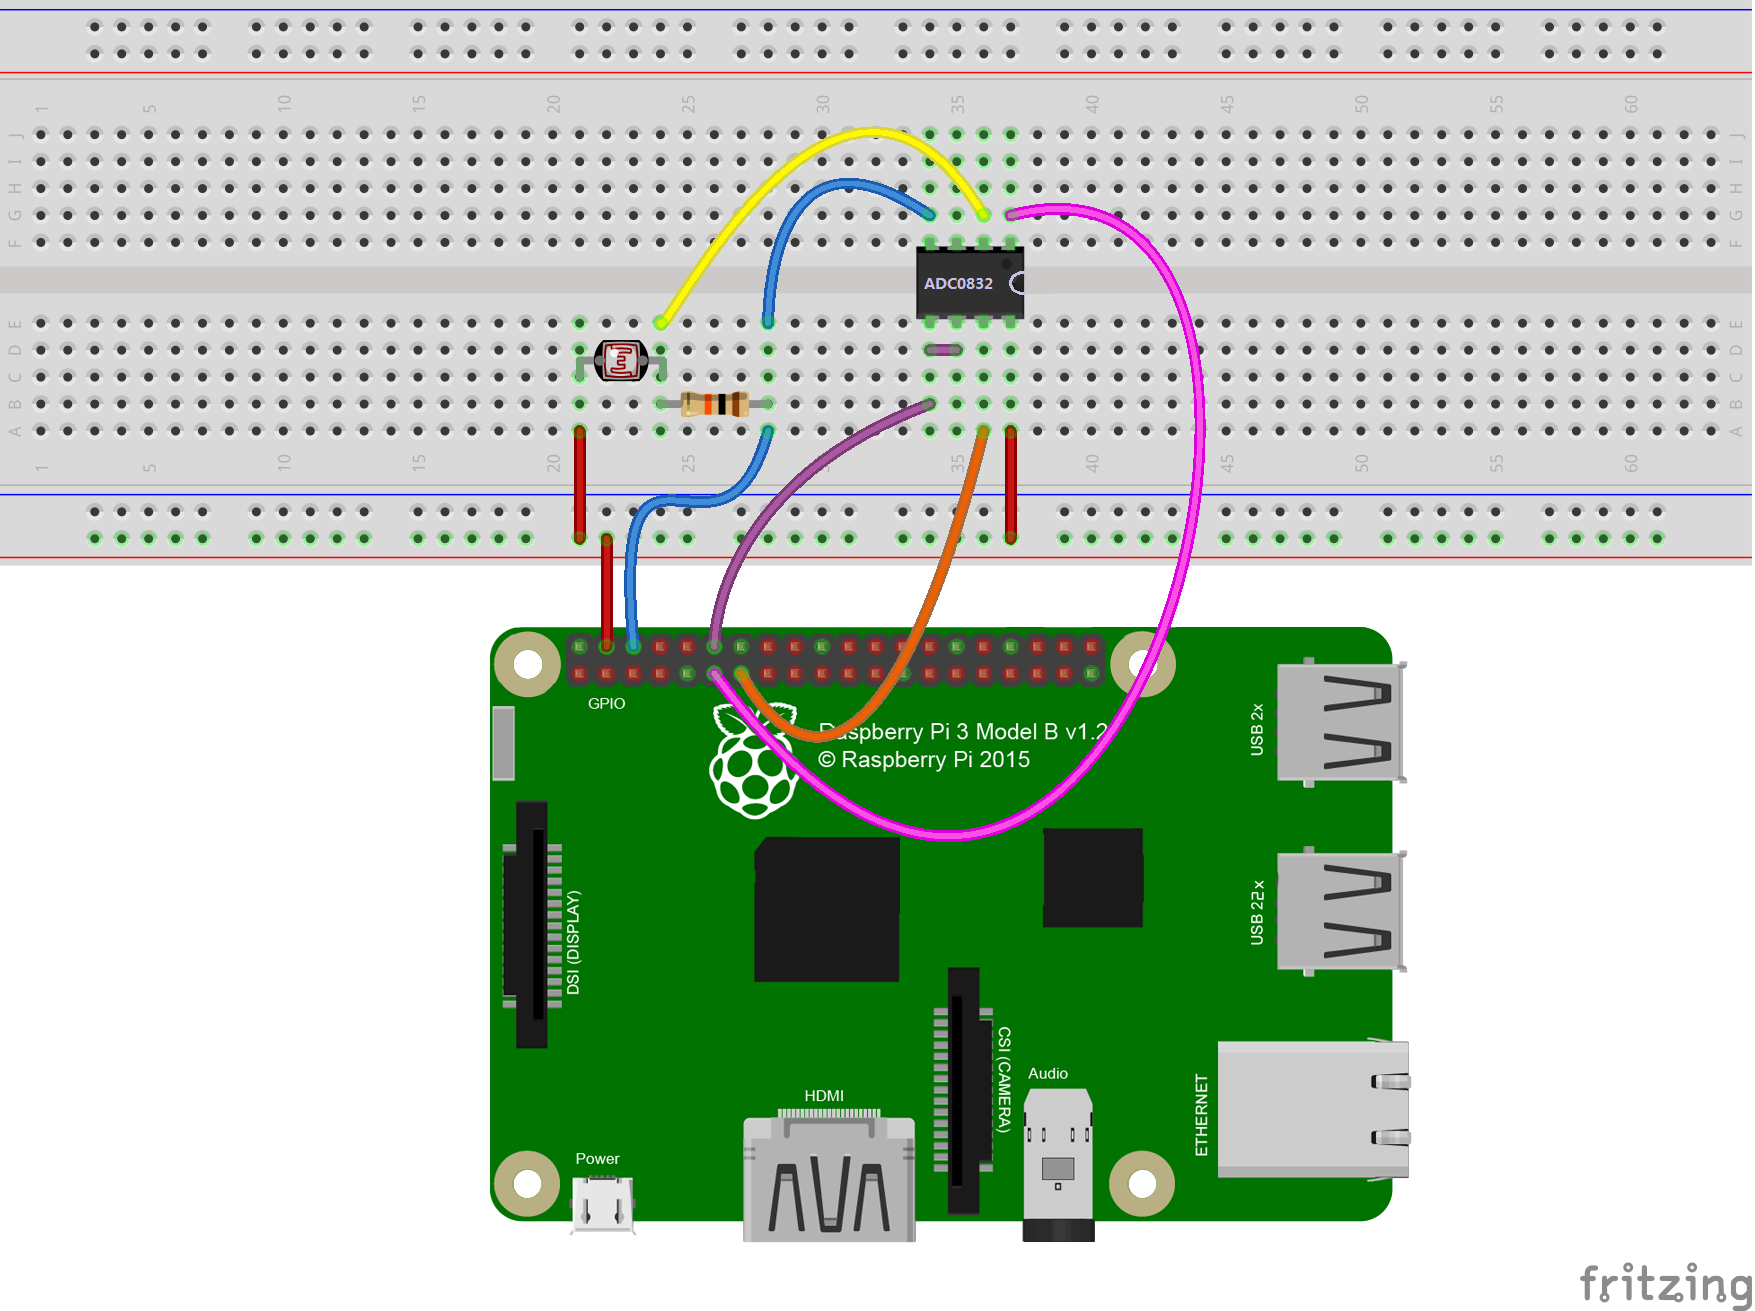 1 5 10 15 20 25 30 35 40 45 50 55 60
J J
I I
H H
G G
F F
ADC0832
E E
D D
C C
B B
A A
1 5 10 15 20 25 35 40 45 50 55 60
GPIO
Raspberry Pi 3 Model B v1.2
© Raspberry Pi 2015
USB 2x
USB 22x
DSI (DISPLAY)
CSI (CAMERA)
Audio
ETHERNET
HDMI
Power
fritzing